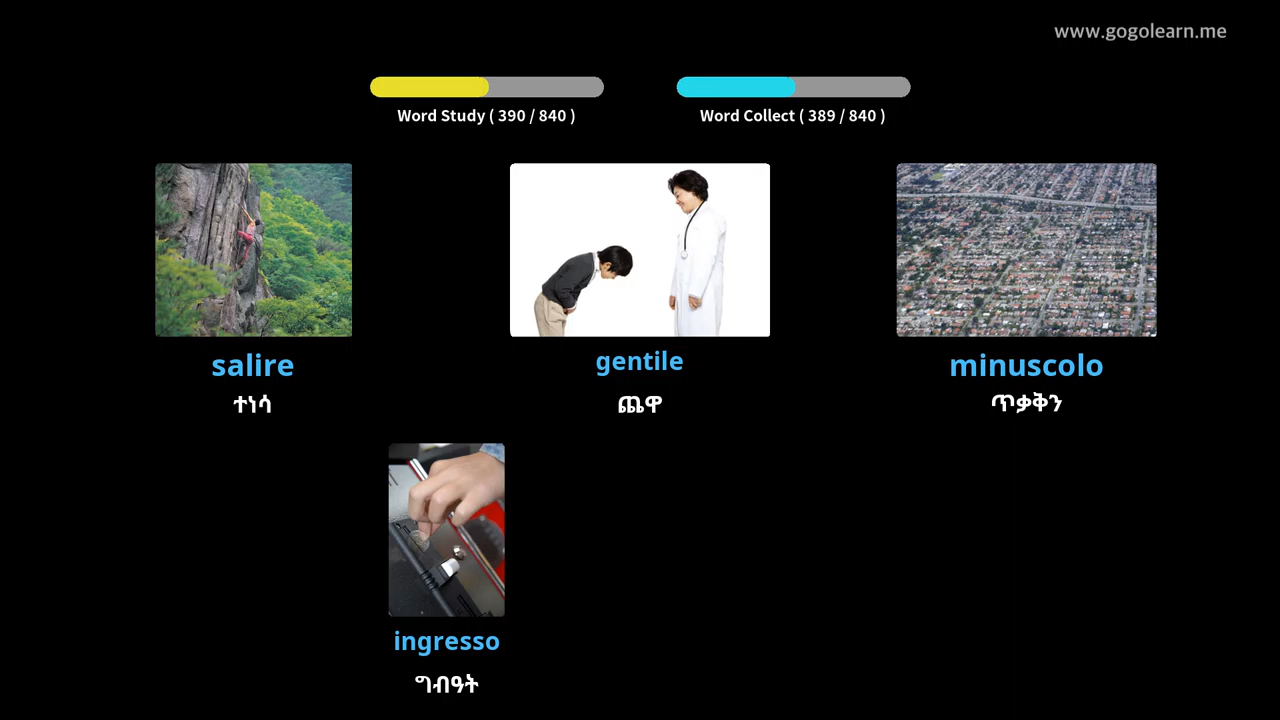 www.gogolearn.me
Word Study ( 390 / 840 )
Word Collect ( 389 / 840 )
salire
ተነሳ
gentile
ጨዋ
minuscolo
ጥቃቅን
ingresso
ግብዓት